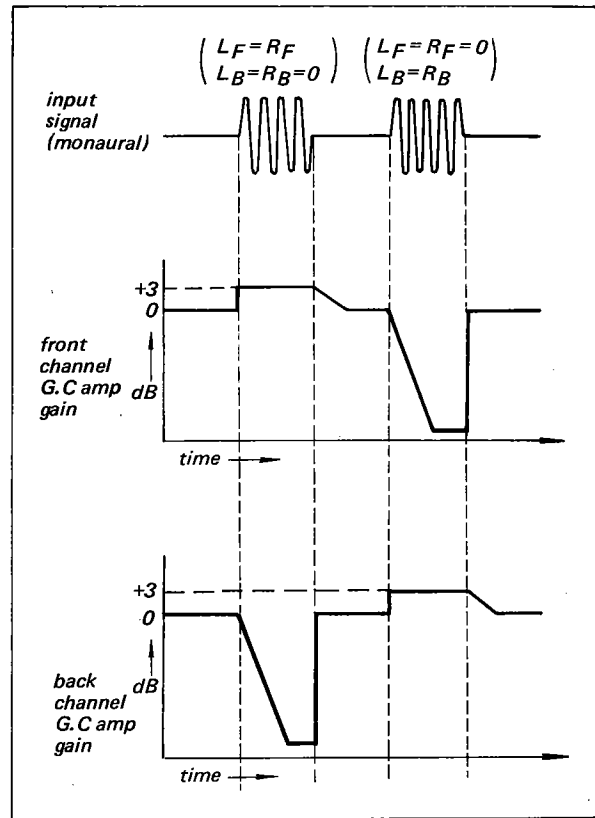 ( L_F = R_F
L_B = R_B = 0 )
( L_F = R_F = 0
L_B = R_B )
input
signal
(monaural)
+3
0
front
channel
G.C amp
gain
dB
time
+3
0
back
channel
G.C amp
gain
dB
time